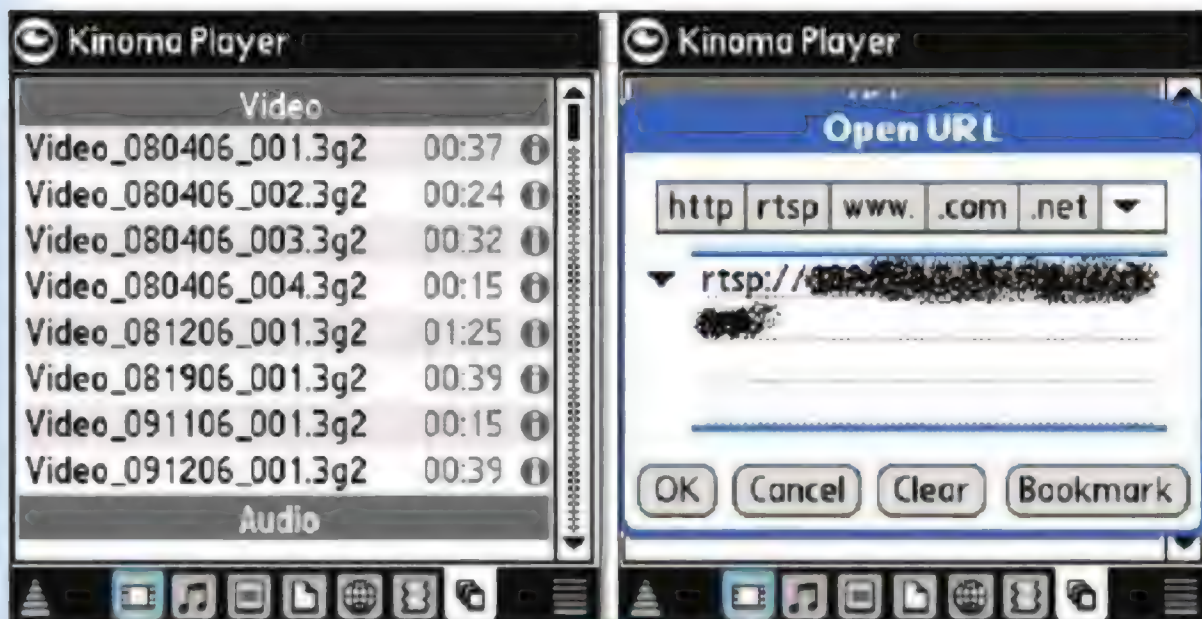 Kinoma Player
Video
Video_080406_001.3g2 00:37
Video_080406_002.3g2 00:24
Video_080406_003.3g2 00:32
Video_080406_004.3g2 00:15
Video_081206_001.3g2 01:25
Video_081906_001.3g2 00:39
Video_091106_001.3g2 00:15
Video_091206_001.3g2 00:39
Audio
Kinoma Player
Open URL
http rtsp www. .com .net
rtsp://
OK Cancel Clear Bookmark